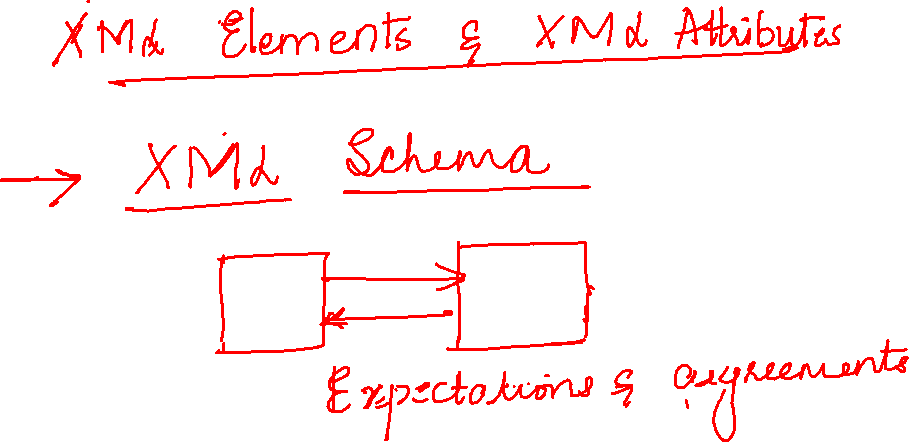 XML Elements & XML Attributes
→ XML Schema
Expectations & agreements